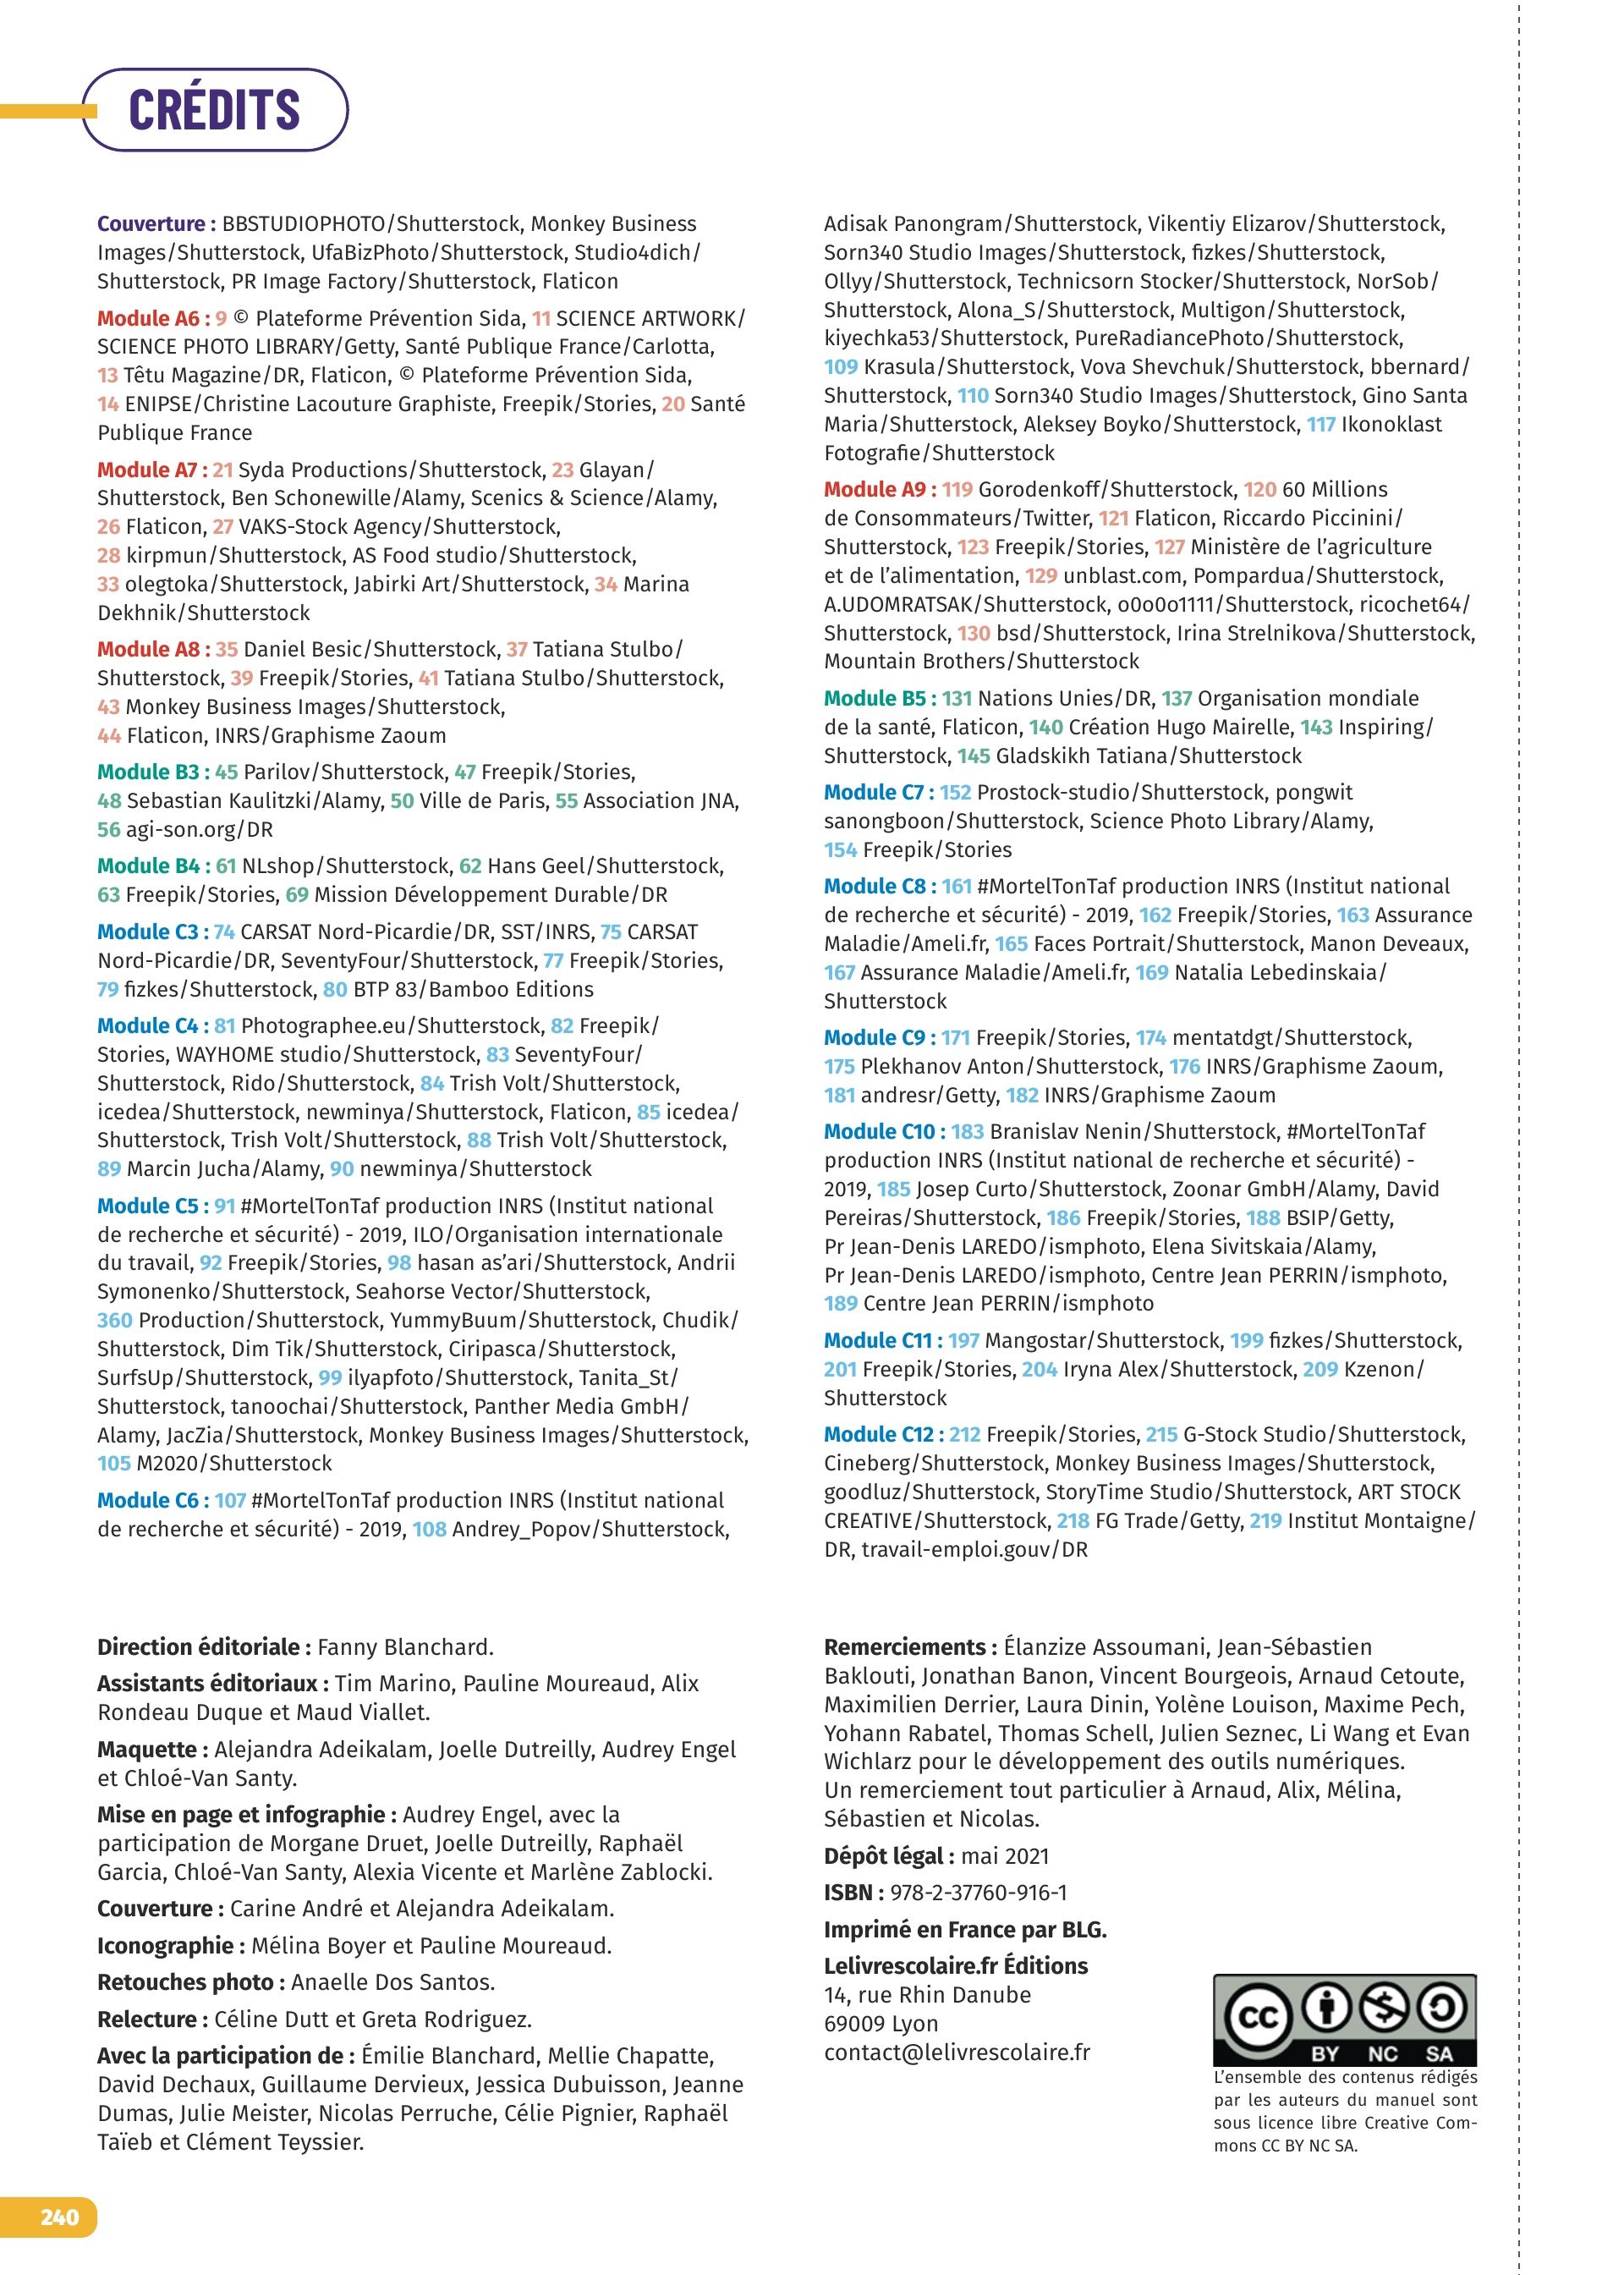 CRÉDITS
Couverture : BBSTUDIOPHOTO/Shutterstock, Monkey Business
Images/Shutterstock, UfaBizPhoto/Shutterstock, Studio4dich/
Shutterstock, PR Image Factory/Shutterstock, Flaticon
Module A6 : 9 © Plateforme Prévention Sida, 11 SCIENCE ARTWORK/
SCIENCE PHOTO LIBRARY/Getty, Santé Publique France/Carlotta,
13 Têtu Magazine/DR, Flaticon, © Plateforme Prévention Sida,
14 ENIPSE/Christine Lacouture Graphiste, Freepik/Stories, 20 Santé
Publique France
Module A7 : 21 Syda Productions/Shutterstock, 23 Glayan/
Shutterstock, Ben Schonewille/Alamy, Scenics & Science/Alamy,
26 Flaticon, 27 VAKS-Stock Agency/Shutterstock,
28 kirpmun/Shutterstock, AS Food studio/Shutterstock,
33 olegtoka/Shutterstock, Jabirki Art/Shutterstock, 34 Marina
Dekhnik/Shutterstock
Module A8 : 35 Daniel Besic/Shutterstock, 37 Tatiana Stulbo/
Shutterstock, 39 Freepik/Stories, 41 Tatiana Stulbo/Shutterstock,
43 Monkey Business Images/Shutterstock,
44 Flaticon, INRS/Graphisme Zaoum
Module B3 : 45 Parilov/Shutterstock, 47 Freepik/Stories,
48 Sebastian Kaulitzki/Alamy, 50 Ville de Paris, 55 Association JNA,
56 agi-son.org/DR
Module B4 : 61 NLshop/Shutterstock, 62 Hans Geel/Shutterstock,
63 Freepik/Stories, 69 Mission Développement Durable/DR
Module C3 : 74 CARSAT Nord-Picardie/DR, SST/INRS, 75 CARSAT
Nord-Picardie/DR, SeventyFour/Shutterstock, 77 Freepik/Stories,
79 fizkes/Shutterstock, 80 BTP 83/Bamboo Editions
Module C4 : 81 Photographee.eu/Shutterstock, 82 Freepik/
Stories, WAYHOME studio/Shutterstock, 83 SeventyFour/
Shutterstock, Rido/Shutterstock, 84 Trish Volt/Shutterstock,
icedea/Shutterstock, newminya/Shutterstock, Flaticon, 85 icedea/
Shutterstock, Trish Volt/Shutterstock, 88 Trish Volt/Shutterstock,
89 Marcin Jucha/Alamy, 90 newminya/Shutterstock
Module C5 : 91 #MortelTonTaf production INRS (Institut national
de recherche et sécurité) - 2019, ILO/Organisation internationale
du travail, 92 Freepik/Stories, 98 hasan as'ari/Shutterstock, Andrii
Symonenko/Shutterstock, Seahorse Vector/Shutterstock,
360 Production/Shutterstock, YummyBuum/Shutterstock, Chudik/
Shutterstock, Dim Tik/Shutterstock, Ciripasca/Shutterstock,
SurfsUp/Shutterstock, 99 ilyapfoto/Shutterstock, Tanita_St/
Shutterstock, tanoochai/Shutterstock, Panther Media GmbH/
Alamy, JacZia/Shutterstock, Monkey Business Images/Shutterstock,
105 M2020/Shutterstock
Module C6 : 107 #MortelTonTaf production INRS (Institut national
de recherche et sécurité) - 2019, 108 Andrey_Popov/Shutterstock,
Adisak Panongram/Shutterstock, Vikentiy Elizarov/Shutterstock,
Sorn340 Studio Images/Shutterstock, fizkes/Shutterstock,
Ollyy/Shutterstock, Technicsorn Stocker/Shutterstock, NorSob/
Shutterstock, Alona_S/Shutterstock, Multigon/Shutterstock,
kiyechka53/Shutterstock, PureRadiancePhoto/Shutterstock,
109 Krasula/Shutterstock, Vova Shevchuk/Shutterstock, bbernard/
Shutterstock, 110 Sorn340 Studio Images/Shutterstock, Gino Santa
Maria/Shutterstock, Aleksey Boyko/Shutterstock, 117 Ikonoklast
Fotografie/Shutterstock
Module A9 : 119 Gorodenkoff/Shutterstock, 120 60 Millions
de Consommateurs/Twitter, 121 Flaticon, Riccardo Piccinini/
Shutterstock, 123 Freepik/Stories, 127 Ministère de l'agriculture
et de l'alimentation, 129 unblast.com, Pompardua/Shutterstock,
A.UDOMRATSAK/Shutterstock, o0o0o1111/Shutterstock, ricochet64/
Shutterstock, 130 bsd/Shutterstock, Irina Strelnikova/Shutterstock,
Mountain Brothers/Shutterstock
Module B5 : 131 Nations Unies/DR, 137 Organisation mondiale
de la santé, Flaticon, 140 Création Hugo Mairelle, 143 Inspiring/
Shutterstock, 145 Gladskikh Tatiana/Shutterstock
Module C7 : 152 Prostock-studio/Shutterstock, pongwit
sanongboon/Shutterstock, Science Photo Library/Alamy,
154 Freepik/Stories
Module C8 : 161 #MortelTonTaf production INRS (Institut national
de recherche et sécurité) - 2019, 162 Freepik/Stories, 163 Assurance
Maladie/Ameli.fr, 165 Faces Portrait/Shutterstock, Manon Deveaux,
167 Assurance Maladie/Ameli.fr, 169 Natalia Lebedinskaia/
Shutterstock
Module C9 : 171 Freepik/Stories, 174 mentatdgt/Shutterstock,
175 Plekhanov Anton/Shutterstock, 176 INRS/Graphisme Zaoum,
181 andresr/Getty, 182 INRS/Graphisme Zaoum
Module C10 : 183 Branislav Nenin/Shutterstock, #MortelTonTaf
production INRS (Institut national de recherche et sécurité) -
2019, 185 Josep Curto/Shutterstock, Zoonar GmbH/Alamy, David
Pereiras/Shutterstock, 186 Freepik/Stories, 188 BSIP/Getty,
Pr Jean-Denis LAREDO/ismphoto, Elena Sivitskaia/Alamy,
Pr Jean-Denis LAREDO/ismphoto, Centre Jean PERRIN/ismphoto,
189 Centre Jean PERRIN/ismphoto
Module C11 : 197 Mangostar/Shutterstock, 199 fizkes/Shutterstock,
201 Freepik/Stories, 204 Iryna Alex/Shutterstock, 209 Kzenon/
Shutterstock
Module C12 : 212 Freepik/Stories, 215 G-Stock Studio/Shutterstock,
Cineberg/Shutterstock, Monkey Business Images/Shutterstock,
goodluz/Shutterstock, StoryTime Studio/Shutterstock, ART STOCK
CREATIVE/Shutterstock, 218 FG Trade/Getty, 219 Institut Montaigne/
DR, travail-emploi.gouv/DR
Direction éditoriale : Fanny Blanchard.
Assistants éditoriaux : Tim Marino, Pauline Moureaud, Alix
Rondeau Duque et Maud Viallet.
Maquette : Alejandra Adeikalam, Joelle Dutreilly, Audrey Engel
et Chloé-Van Santy.
Mise en page et infographie : Audrey Engel, avec la
participation de Morgane Druet, Joelle Dutreilly, Raphaël
Garcia, Chloé-Van Santy, Alexia Vicente et Marlène Zablocki.
Couverture : Carine André et Alejandra Adeikalam.
Iconographie : Mélina Boyer et Pauline Moureaud.
Retouches photo : Anaelle Dos Santos.
Relecture : Céline Dutt et Greta Rodriguez.
Avec la participation de : Émilie Blanchard, Mellie Chapatte,
David Dechaux, Guillaume Dervieux, Jessica Dubuisson, Jeanne
Dumas, Julie Meister, Nicolas Perruche, Célie Pignier, Raphaël
Taïeb et Clément Teyssier.
Remerciements : Élanzize Assoumani, Jean-Sébastien
Baklouti, Jonathan Banon, Vincent Bourgeois, Arnaud Cetoute,
Maximilien Derrier, Laura Dinin, Yolène Louison, Maxime Pech,
Yohann Rabatel, Thomas Schell, Julien Seznec, Li Wang et Evan
Wichlarz pour le développement des outils numériques.
Un remerciement tout particulier à Arnaud, Alix, Mélina,
Sébastien et Nicolas.
Dépôt légal : mai 2021
ISBN : 978-2-37760-916-1
Imprimé en France par BLG.
Lelivrescolaire.fr Éditions
14, rue Rhin Danube
69009 Lyon
contact@lelivrescolaire.fr
cc
BY NC SA
L'ensemble des contenus rédigés
par les auteurs du manuel sont
sous licence libre Creative Com-
mons CC BY NC SA.
240